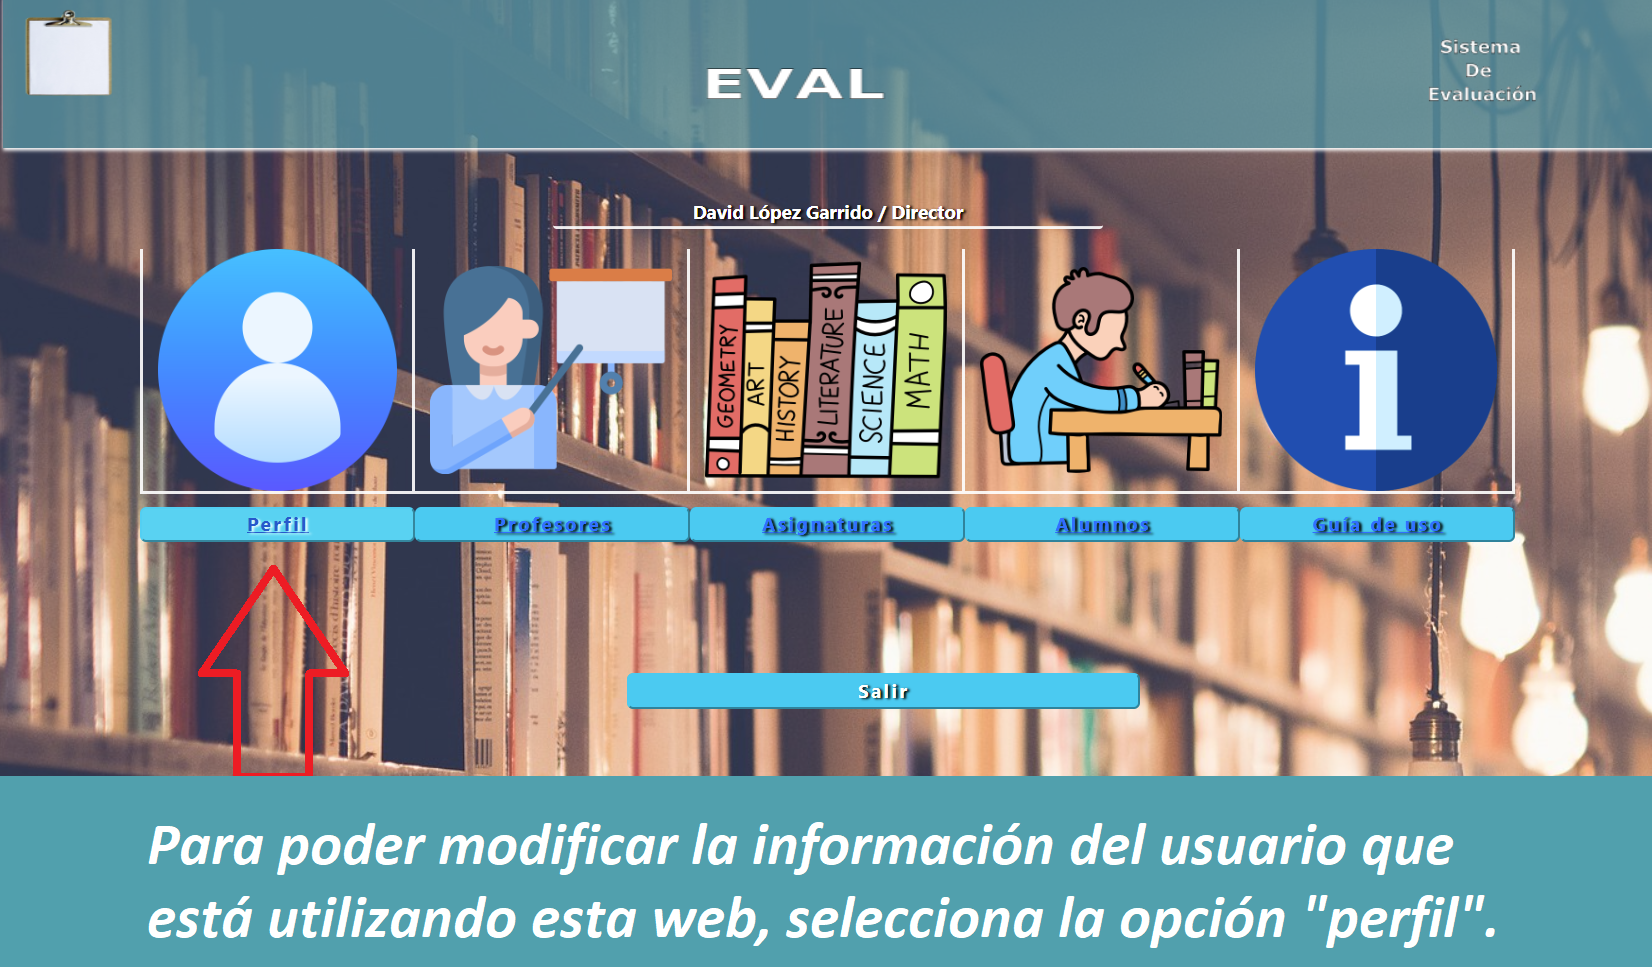 EVAL
Sistema
De
Evaluación
David López Garrido / Director
GEOMETRY
ART
HISTORY
LITERATURE
SCIENCE
MATH
Perfil
Profesores
Asignaturas
Alumnos
Guía de uso
Salir
Para poder modificar la información del usuario que
está utilizando esta web, selecciona la opción "perfil".